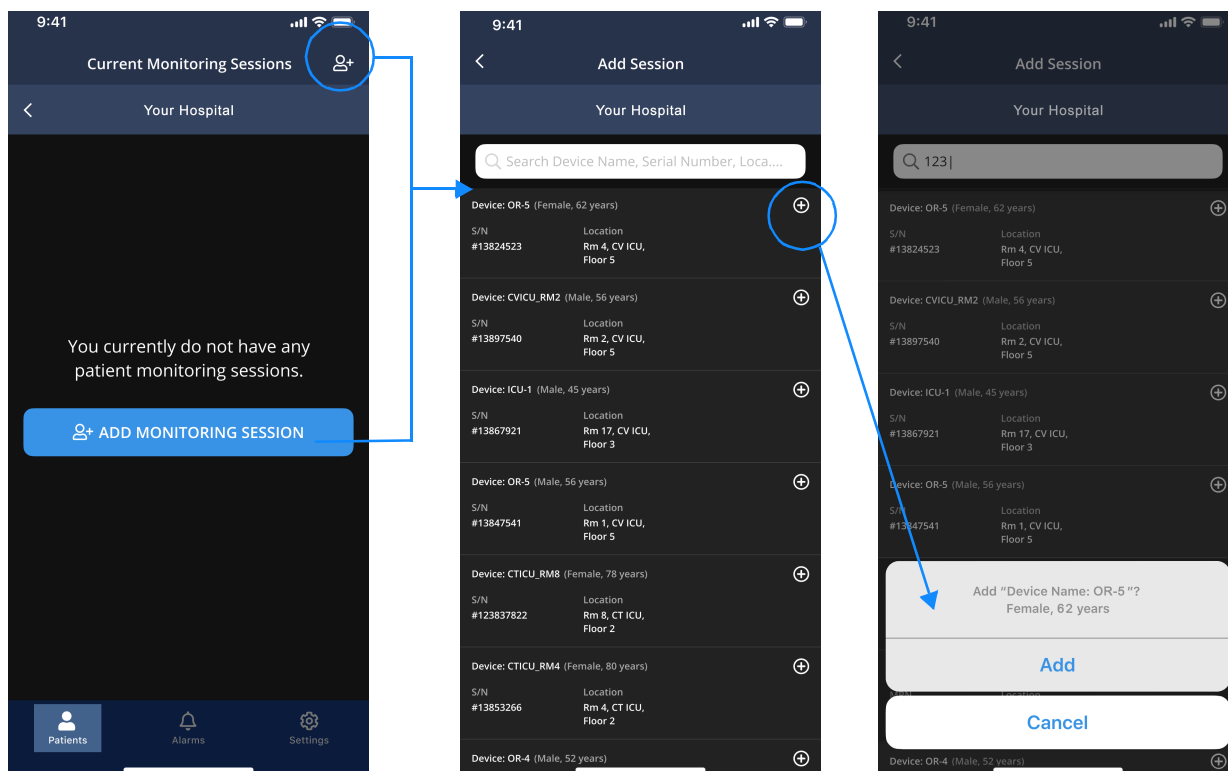 9:41
Current Monitoring Sessions
Your Hospital
You currently do not have any
patient monitoring sessions.
ADD MONITORING SESSION
Patients
Alarms
Settings
9:41
Add Session
Your Hospital
Search Device Name, Serial Number, Loca....
Device: OR-5 (Female, 62 years)
S/N Location
#13824523 Rm 4, CV ICU,
Floor 5
Device: CVICU_RM2 (Male, 56 years)
S/N Location
#13897540 Rm 2, CV ICU,
Floor 5
Device: ICU-1 (Male, 45 years)
S/N Location
#13867921 Rm 17, CV ICU,
Floor 3
Device: OR-5 (Male, 56 years)
S/N Location
#13847541 Rm 1, CV ICU,
Floor 5
Device: CTICU_RM8 (Female, 78 years)
S/N Location
#123837822 Rm 8, CT ICU,
Floor 2
Device: CTICU_RM4 (Female, 80 years)
S/N Location
#13853266 Rm 4, CT ICU,
Floor 2
Device: OR-4 (Male, 52 years)
9:41
Add Session
Your Hospital
123
Device: OR-5 (Female, 62 years)
S/N Location
#13824523 Rm 4, CV ICU,
Floor 5
Device: CVICU_RM2 (Male, 56 years)
S/N Location
#13897540 Rm 2, CV ICU,
Floor 5
Device: ICU-1 (Male, 45 years)
S/N Location
#13867921 Rm 17, CV ICU,
Floor 3
Device: OR-5 (Male, 56 years)
S/N Location
#13847541 Rm 1, CV ICU,
Floor 5
Add “Device Name: OR-5”?
Female, 62 years
Add
MRN Location
Cancel
Device: OR-4 (Male, 52 years)